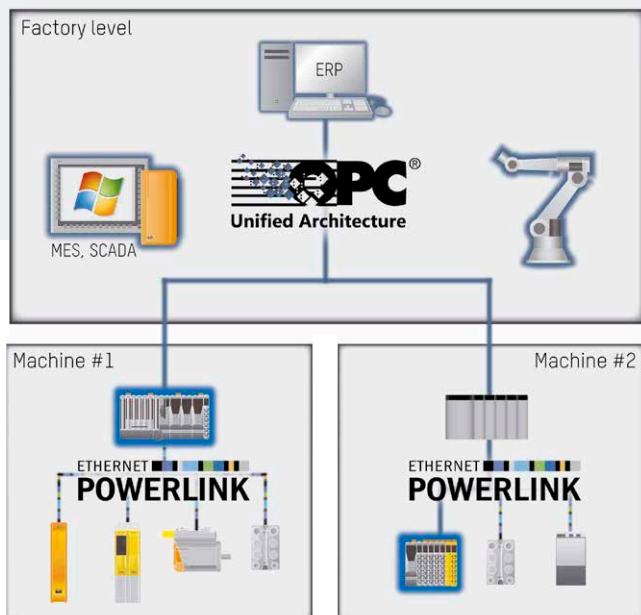 Factory level
ERP
OPC®
Unified Architecture
MES, SCADA
Machine #1
Machine #2
ETHERNET
POWERLINK
ETHERNET
POWERLINK